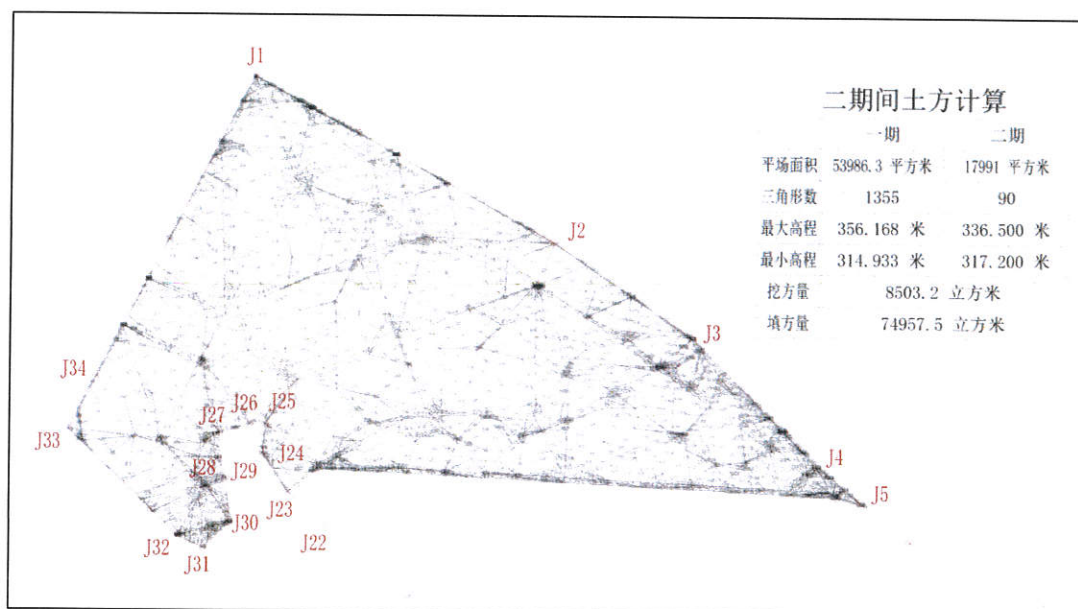 J1
二期间土方计算
一期 二期
平场面积 53986.3 平方米 17991 平方米
三角形数 1355 90
最大高程 356.168 米 336.500 米
最小高程 314.933 米 317.200 米
挖方量 8503.2 立方米
填方量 74957.5 立方米
J2
J3
J34
J26
J25
J27
J33
J24
J28
J29
J4
J5
J23
J30
J22
J32
J31